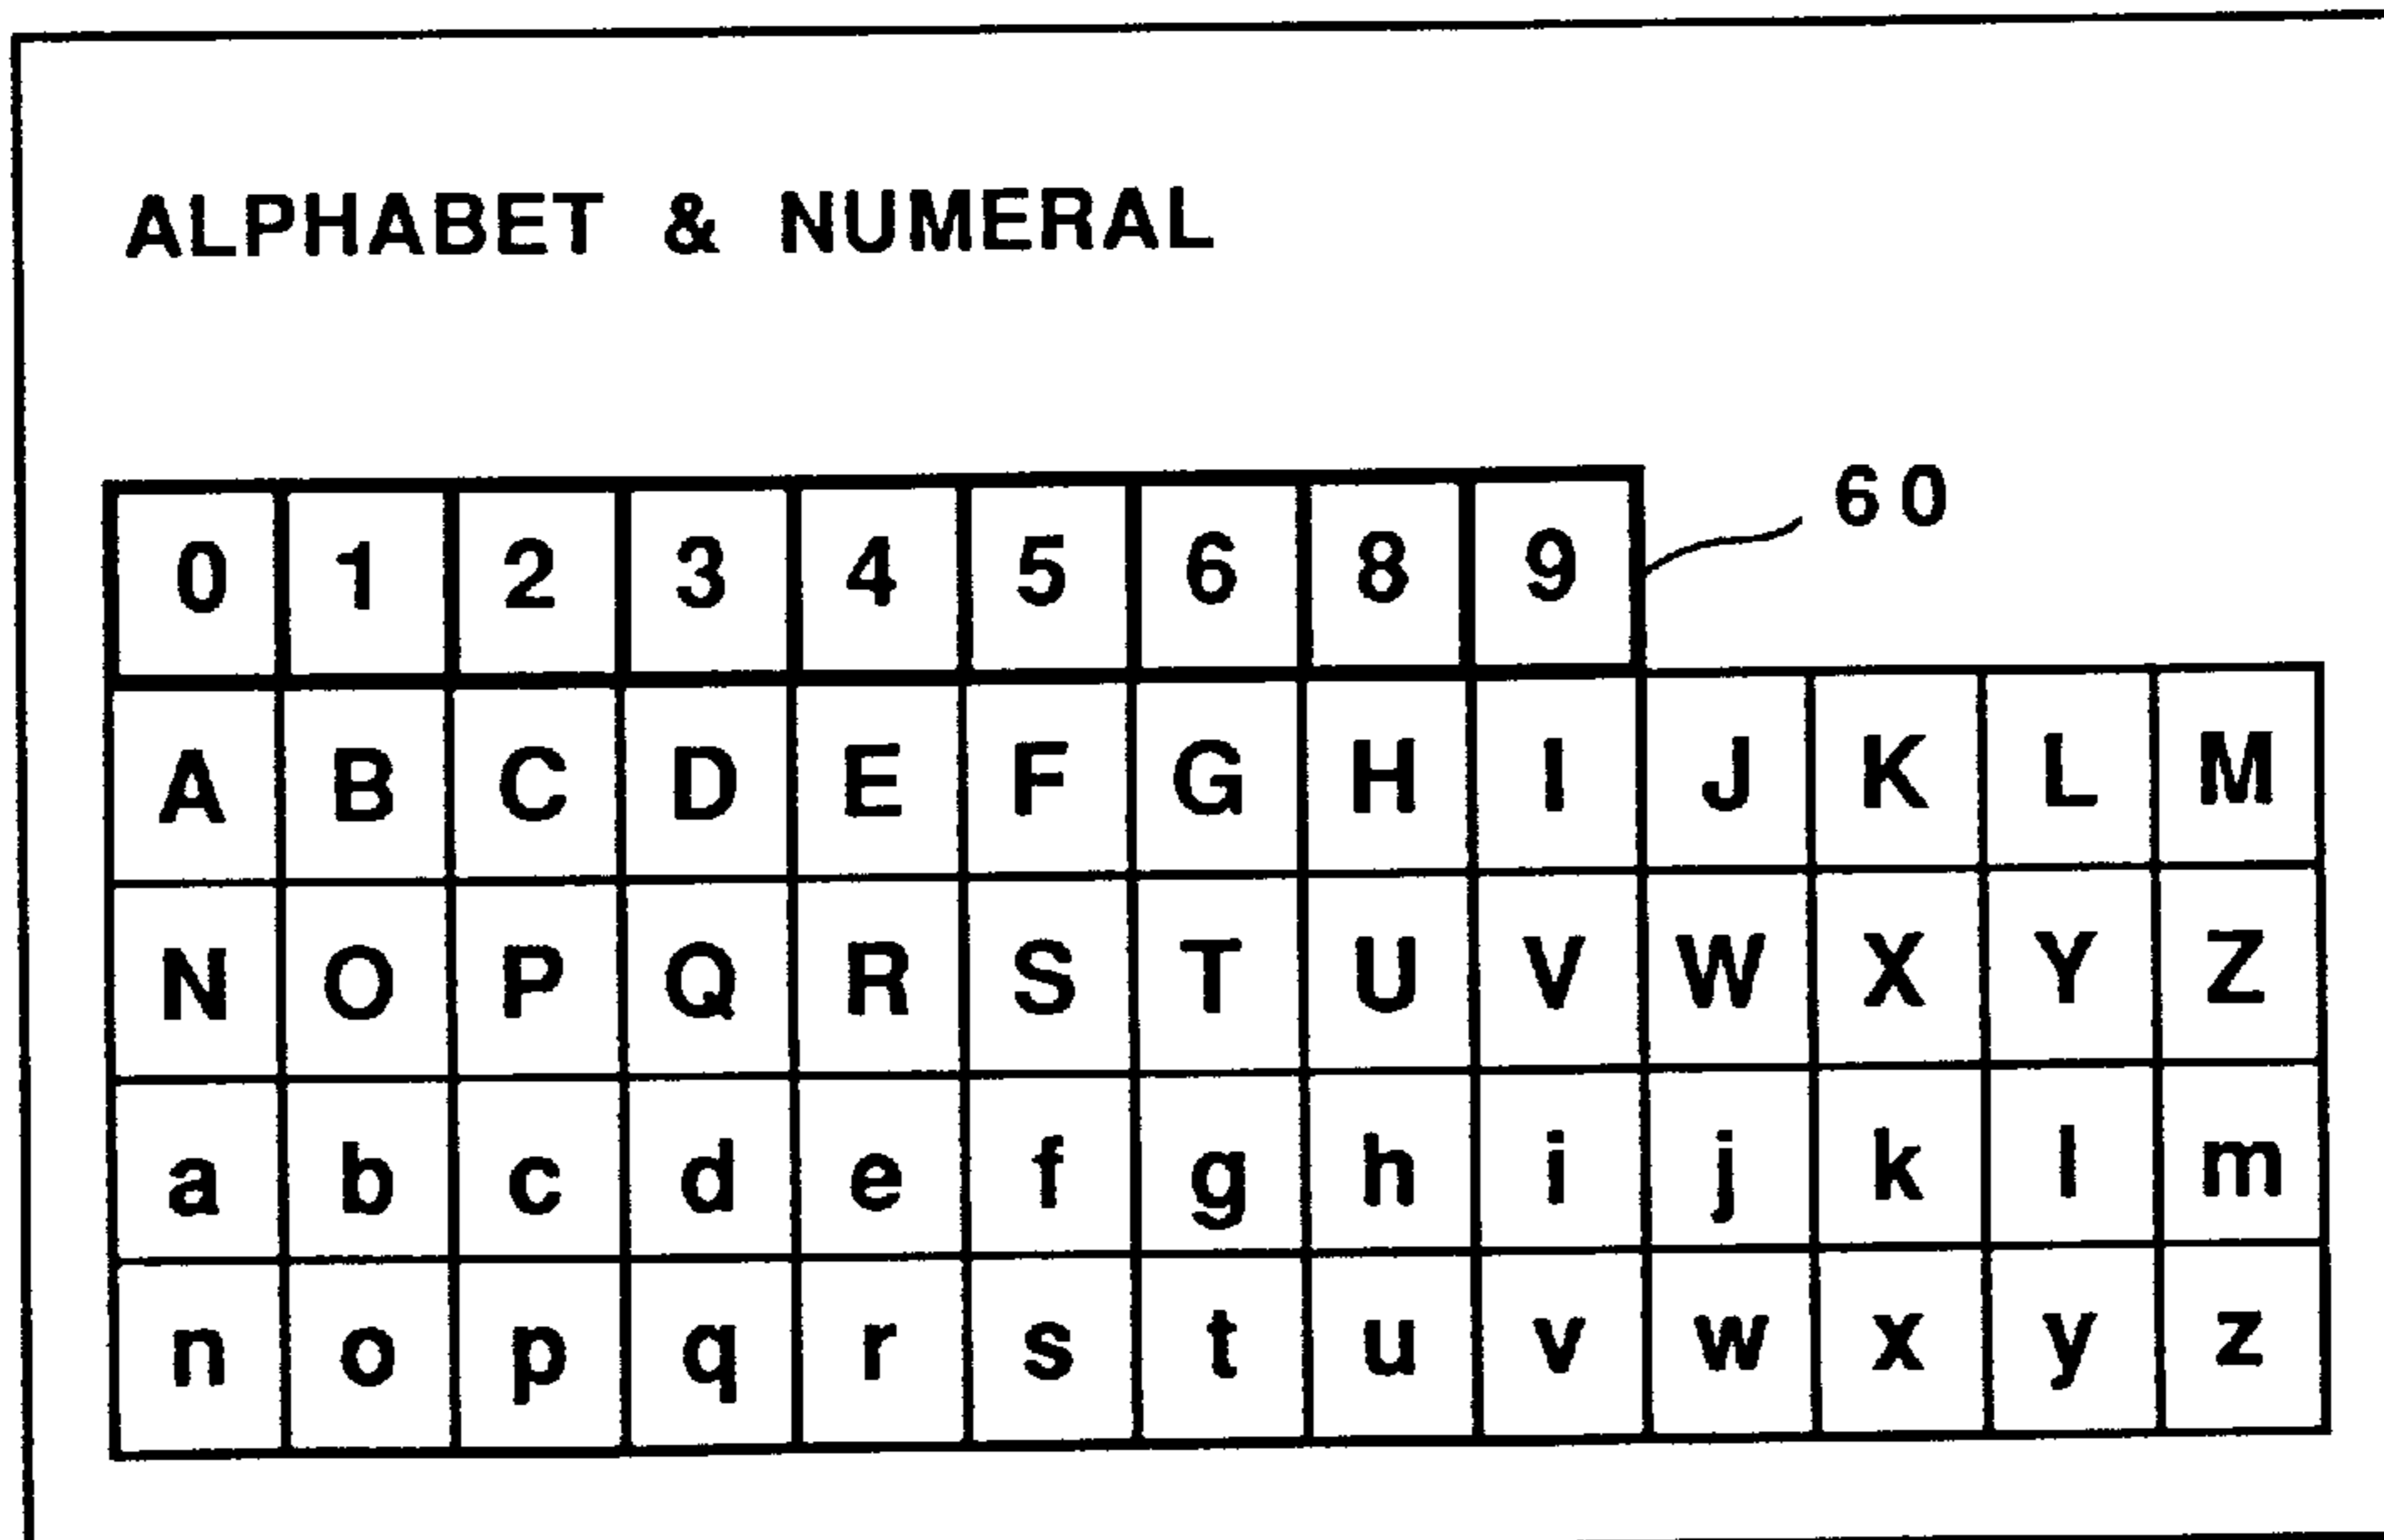 ALPHABET & NUMERAL
60
0 1 2 3 4 5 6 8 9
A B C D E F G H I J K L M
N O P Q R S T U V W X Y Z
a b c d e f g h i j k l m
n o p q r s t u v w x y z